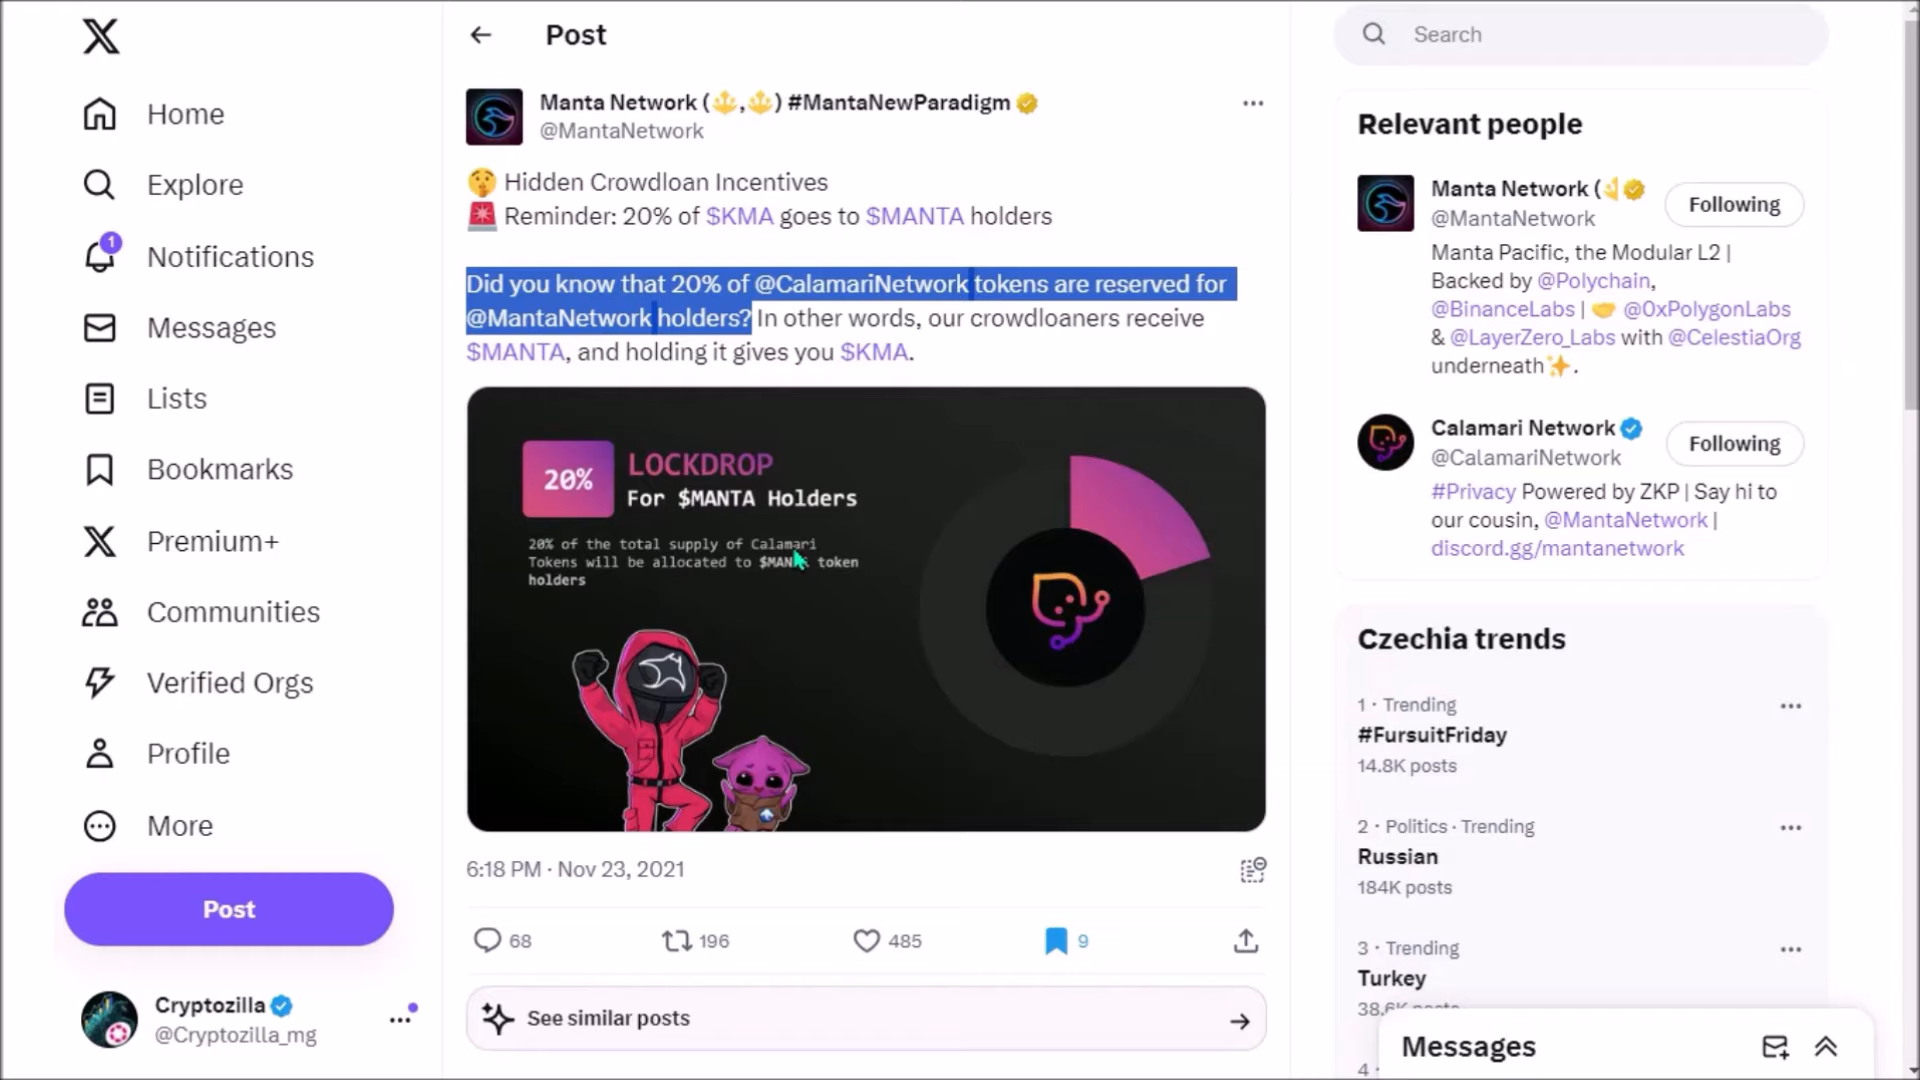 Home
Explore
1
Notifications
Messages
Lists
Bookmarks
Premium+
Communities
Verified Orgs
Profile
More
Post
Cryptozilla
@Cryptozilla_mg
Post
Manta Network (🔱,🔱) #MantaNewParadigm
@MantaNetwork
🤫 Hidden Crowdloan Incentives
🚨 Reminder: 20% of $KMA goes to $MANTA holders
Did you know that 20% of @CalamariNetwork tokens are reserved for
@MantaNetwork holders? In other words, our crowdloaners receive
$MANTA, and holding it gives you $KMA.
20%
LOCKDROP
For $MANTA Holders
20% of the total supply of Calamari
Tokens will be allocated to $MANTA token
holders
6:18 PM · Nov 23, 2021
68
196
485
9
See similar posts
Search
Relevant people
Manta Network (
@MantaNetwork
Following
Manta Pacific, the Modular L2 |
Backed by @Polychain,
@BinanceLabs | 🤝 @0xPolygonLabs
& @LayerZero_Labs with @CelestiaOrg
underneath✨.
Calamari Network
@CalamariNetwork
Following
#Privacy Powered by ZKP | Say hi to
our cousin, @MantaNetwork |
discord.gg/mantanetwork
Czechia trends
1 · Trending
#FursuitFriday
14.8K posts
2 · Politics · Trending
Russian
184K posts
3 · Trending
Turkey
38.6K posts
4 ·
Messages